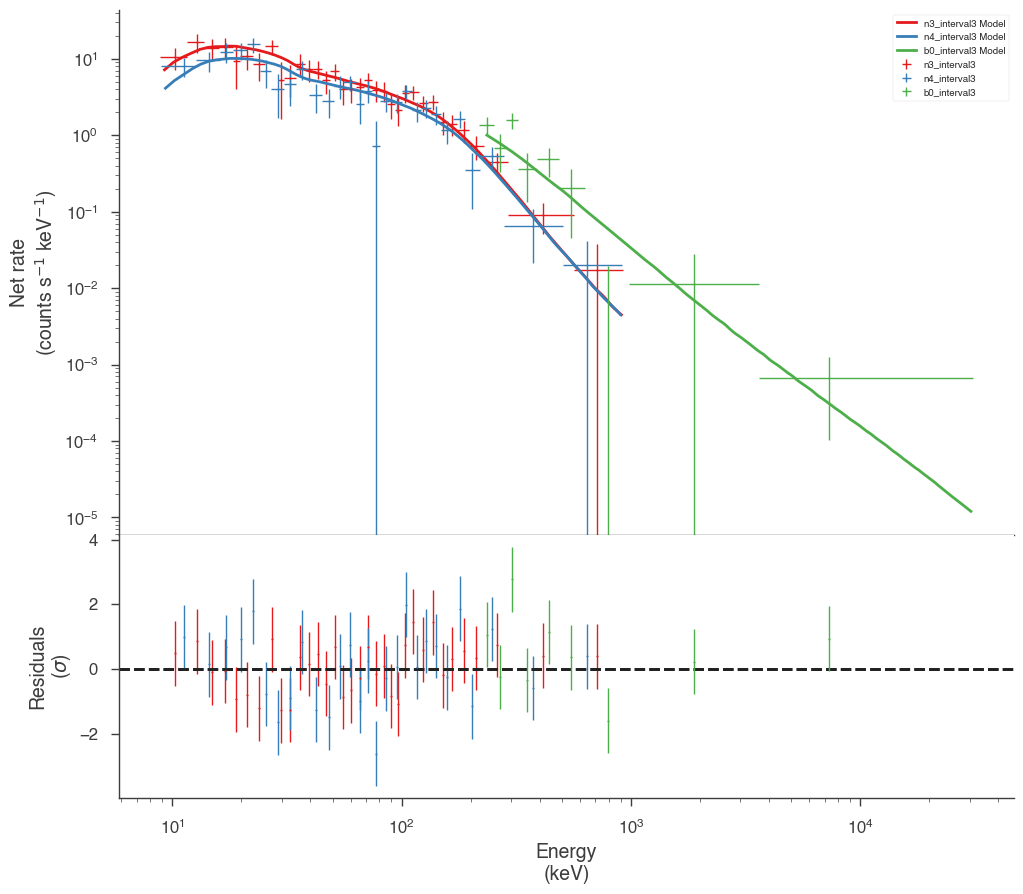 n3_interval3 Model
n4_interval3 Model
b0_interval3 Model
n3_interval3
n4_interval3
b0_interval3
Net rate
(counts s⁻¹ keV⁻¹)
10¹
10⁰
10⁻¹
10⁻²
10⁻³
10⁻⁴
10⁻⁵
Residuals
(σ)
4
2
0
−2
10¹ 10² 10³ 10⁴
Energy
(keV)